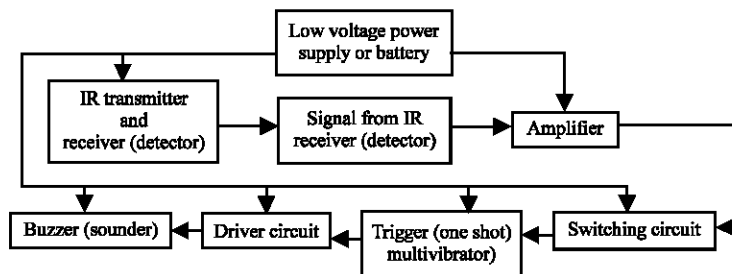 Low voltage power
supply or battery
IR transmitter
and
receiver (detector)
Signal from IR
receiver (detector)
Amplifier
Buzzer (sounder)
Driver circuit
Trigger (one shot)
multivibrator)
Switching circuit